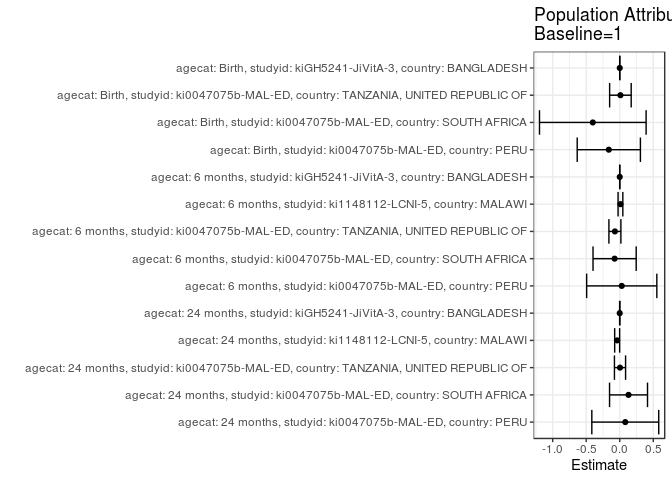 Population Attribu
Baseline=1
agecat: Birth, studyid: kiGH5241-JiVitA-3, country: BANGLADESH
agecat: Birth, studyid: ki0047075b-MAL-ED, country: TANZANIA, UNITED REPUBLIC OF
agecat: Birth, studyid: ki0047075b-MAL-ED, country: SOUTH AFRICA
agecat: Birth, studyid: ki0047075b-MAL-ED, country: PERU
agecat: 6 months, studyid: kiGH5241-JiVitA-3, country: BANGLADESH
agecat: 6 months, studyid: ki1148112-LCNI-5, country: MALAWI
agecat: 6 months, studyid: ki0047075b-MAL-ED, country: TANZANIA, UNITED REPUBLIC OF
agecat: 6 months, studyid: ki0047075b-MAL-ED, country: SOUTH AFRICA
agecat: 6 months, studyid: ki0047075b-MAL-ED, country: PERU
agecat: 24 months, studyid: kiGH5241-JiVitA-3, country: BANGLADESH
agecat: 24 months, studyid: ki1148112-LCNI-5, country: MALAWI
agecat: 24 months, studyid: ki0047075b-MAL-ED, country: TANZANIA, UNITED REPUBLIC OF
agecat: 24 months, studyid: ki0047075b-MAL-ED, country: SOUTH AFRICA
agecat: 24 months, studyid: ki0047075b-MAL-ED, country: PERU
-1.0 -0.5 0.0 0.5
Estimate